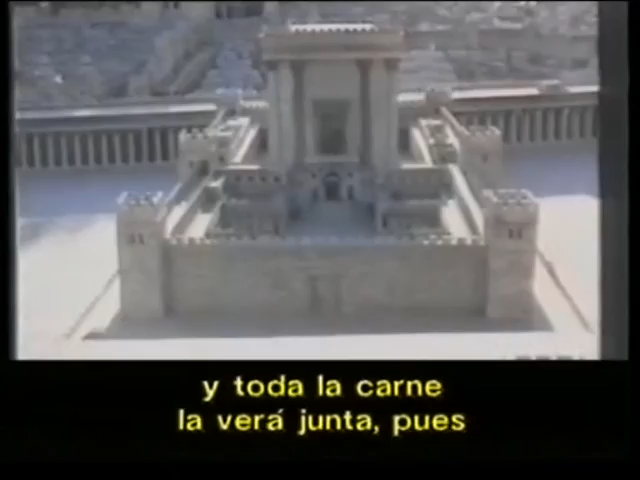 y toda la carne
la verá junta, pues